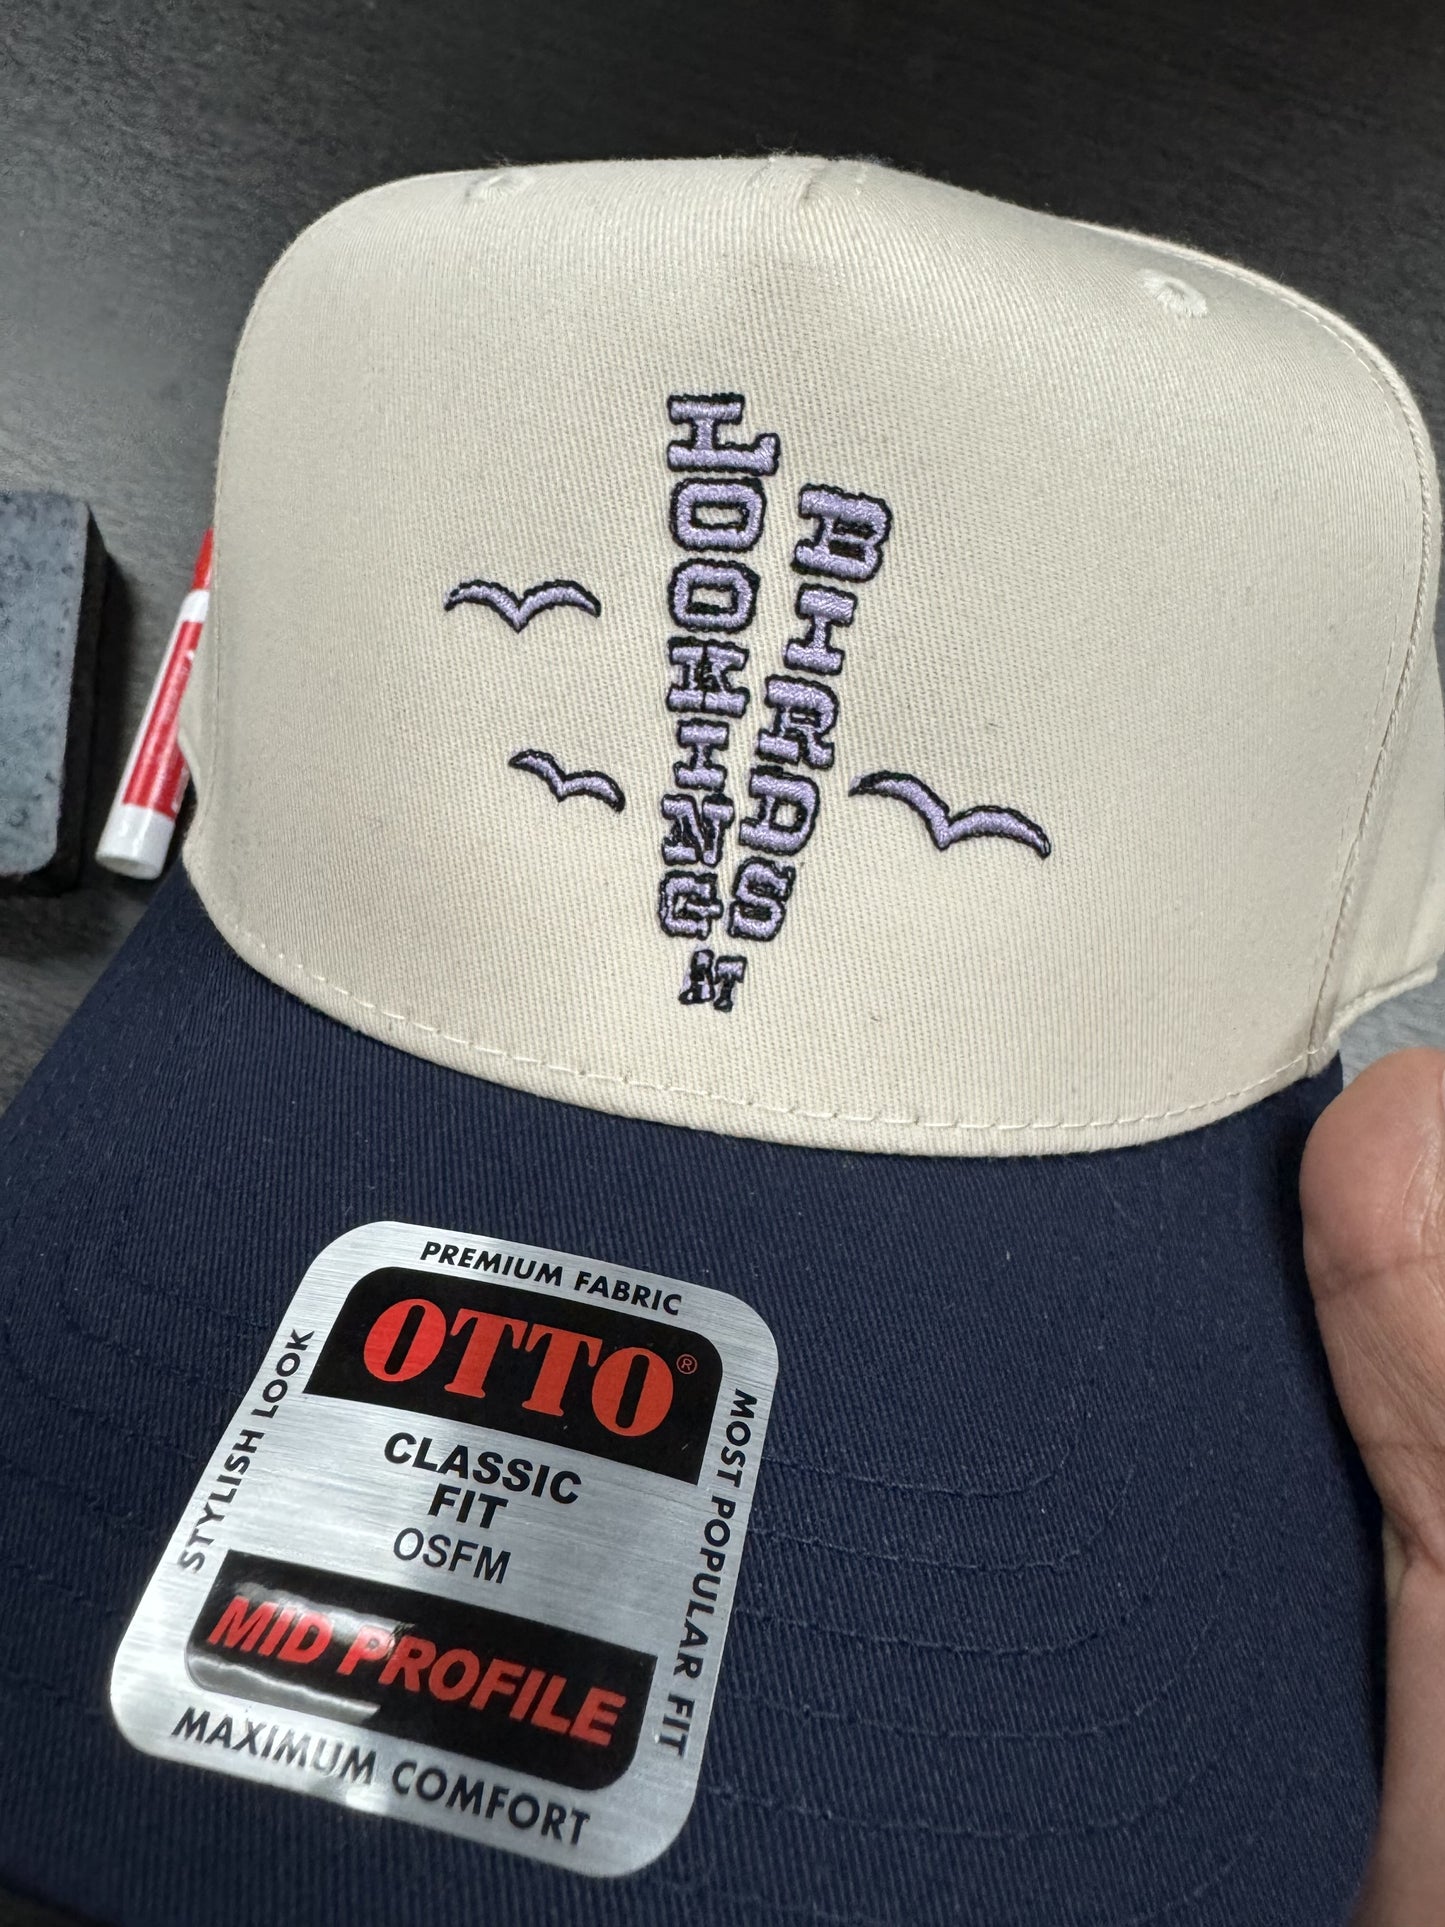 LOOKING
BIRDS
M
PREMIUM FABRIC
OTTO®
STYLISH LOOK
CLASSIC
FIT
OSFM
MOST POPULAR FIT
MID PROFILE
MAXIMUM COMFORT